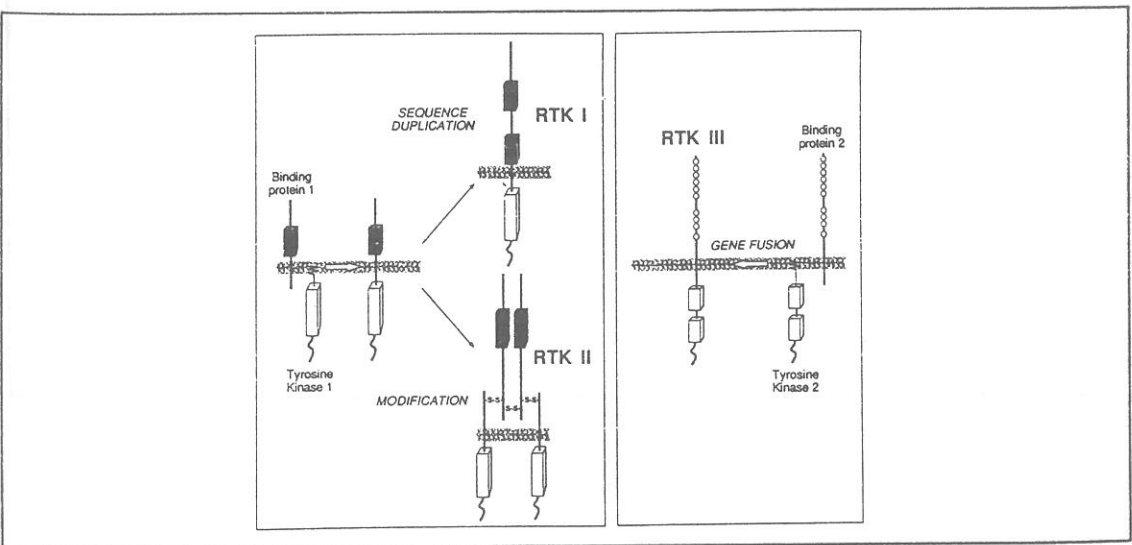 SEQUENCE
DUPLICATION
RTK I
Binding
protein 1
Tyrosine
Kinase 1
RTK II
MODIFICATION
S-S
S-S
S-S
RTK III
Binding
protein 2
GENE FUSION
Tyrosine
Kinase 2